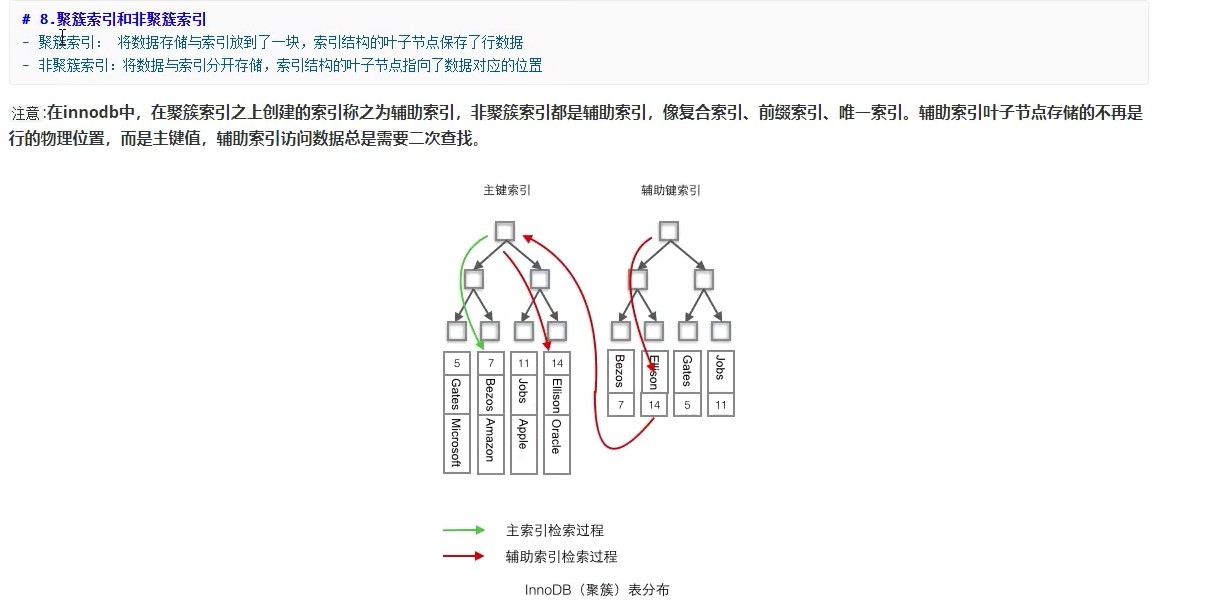 # 8.聚簇索引和非聚簇索引
- 聚簇索引： 将数据存储与索引放到了一块，索引结构的叶子节点保存了行数据
- 非聚簇索引：将数据与索引分开存储，索引结构的叶子节点指向了数据对应的位置
注意:在innodb中，在聚簇索引之上创建的索引称之为辅助索引，非聚簇索引都是辅助索引，像复合索引、前缀索引、唯一索引。辅助索引叶子节点存储的不再是
行的物理位置，而是主键值，辅助索引访问数据总是需要二次查找。
主键索引 辅助键索引
5 7 11 14
Gates Bezos Jobs Ellison
Microsoft Amazon Apple Oracle
Bezos Ellison Gates Jobs
7 14 5 11
主索引检索过程
辅助索引检索过程
InnoDB（聚簇）表分布